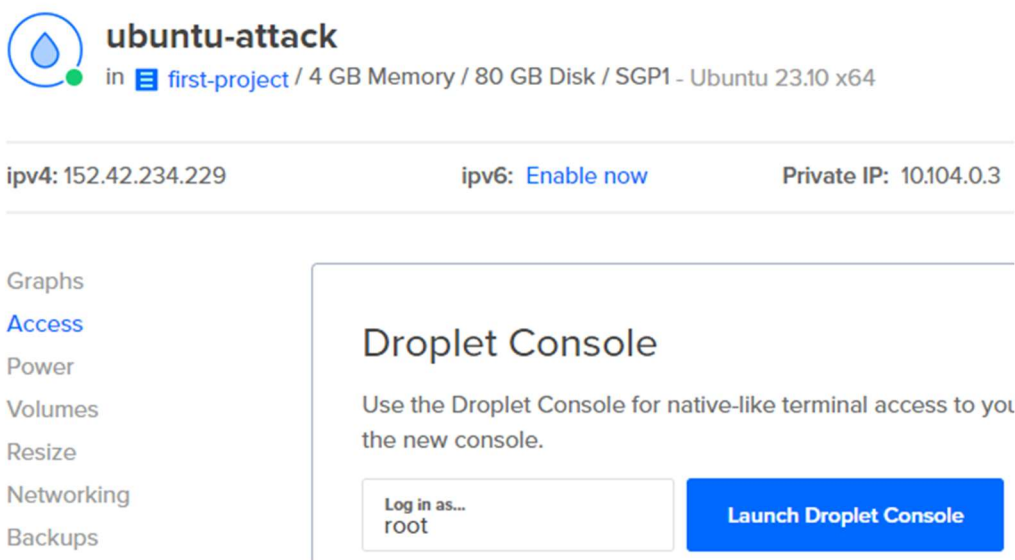 ubuntu-attack
in first-project / 4 GB Memory / 80 GB Disk / SGP1 - Ubuntu 23.10 x64
ipv4: 152.42.234.229 ipv6: Enable now Private IP: 10.104.0.3
Graphs
Access
Power
Volumes
Resize
Networking
Backups
Droplet Console
Use the Droplet Console for native-like terminal access to you
the new console.
Log in as...
root
Launch Droplet Console